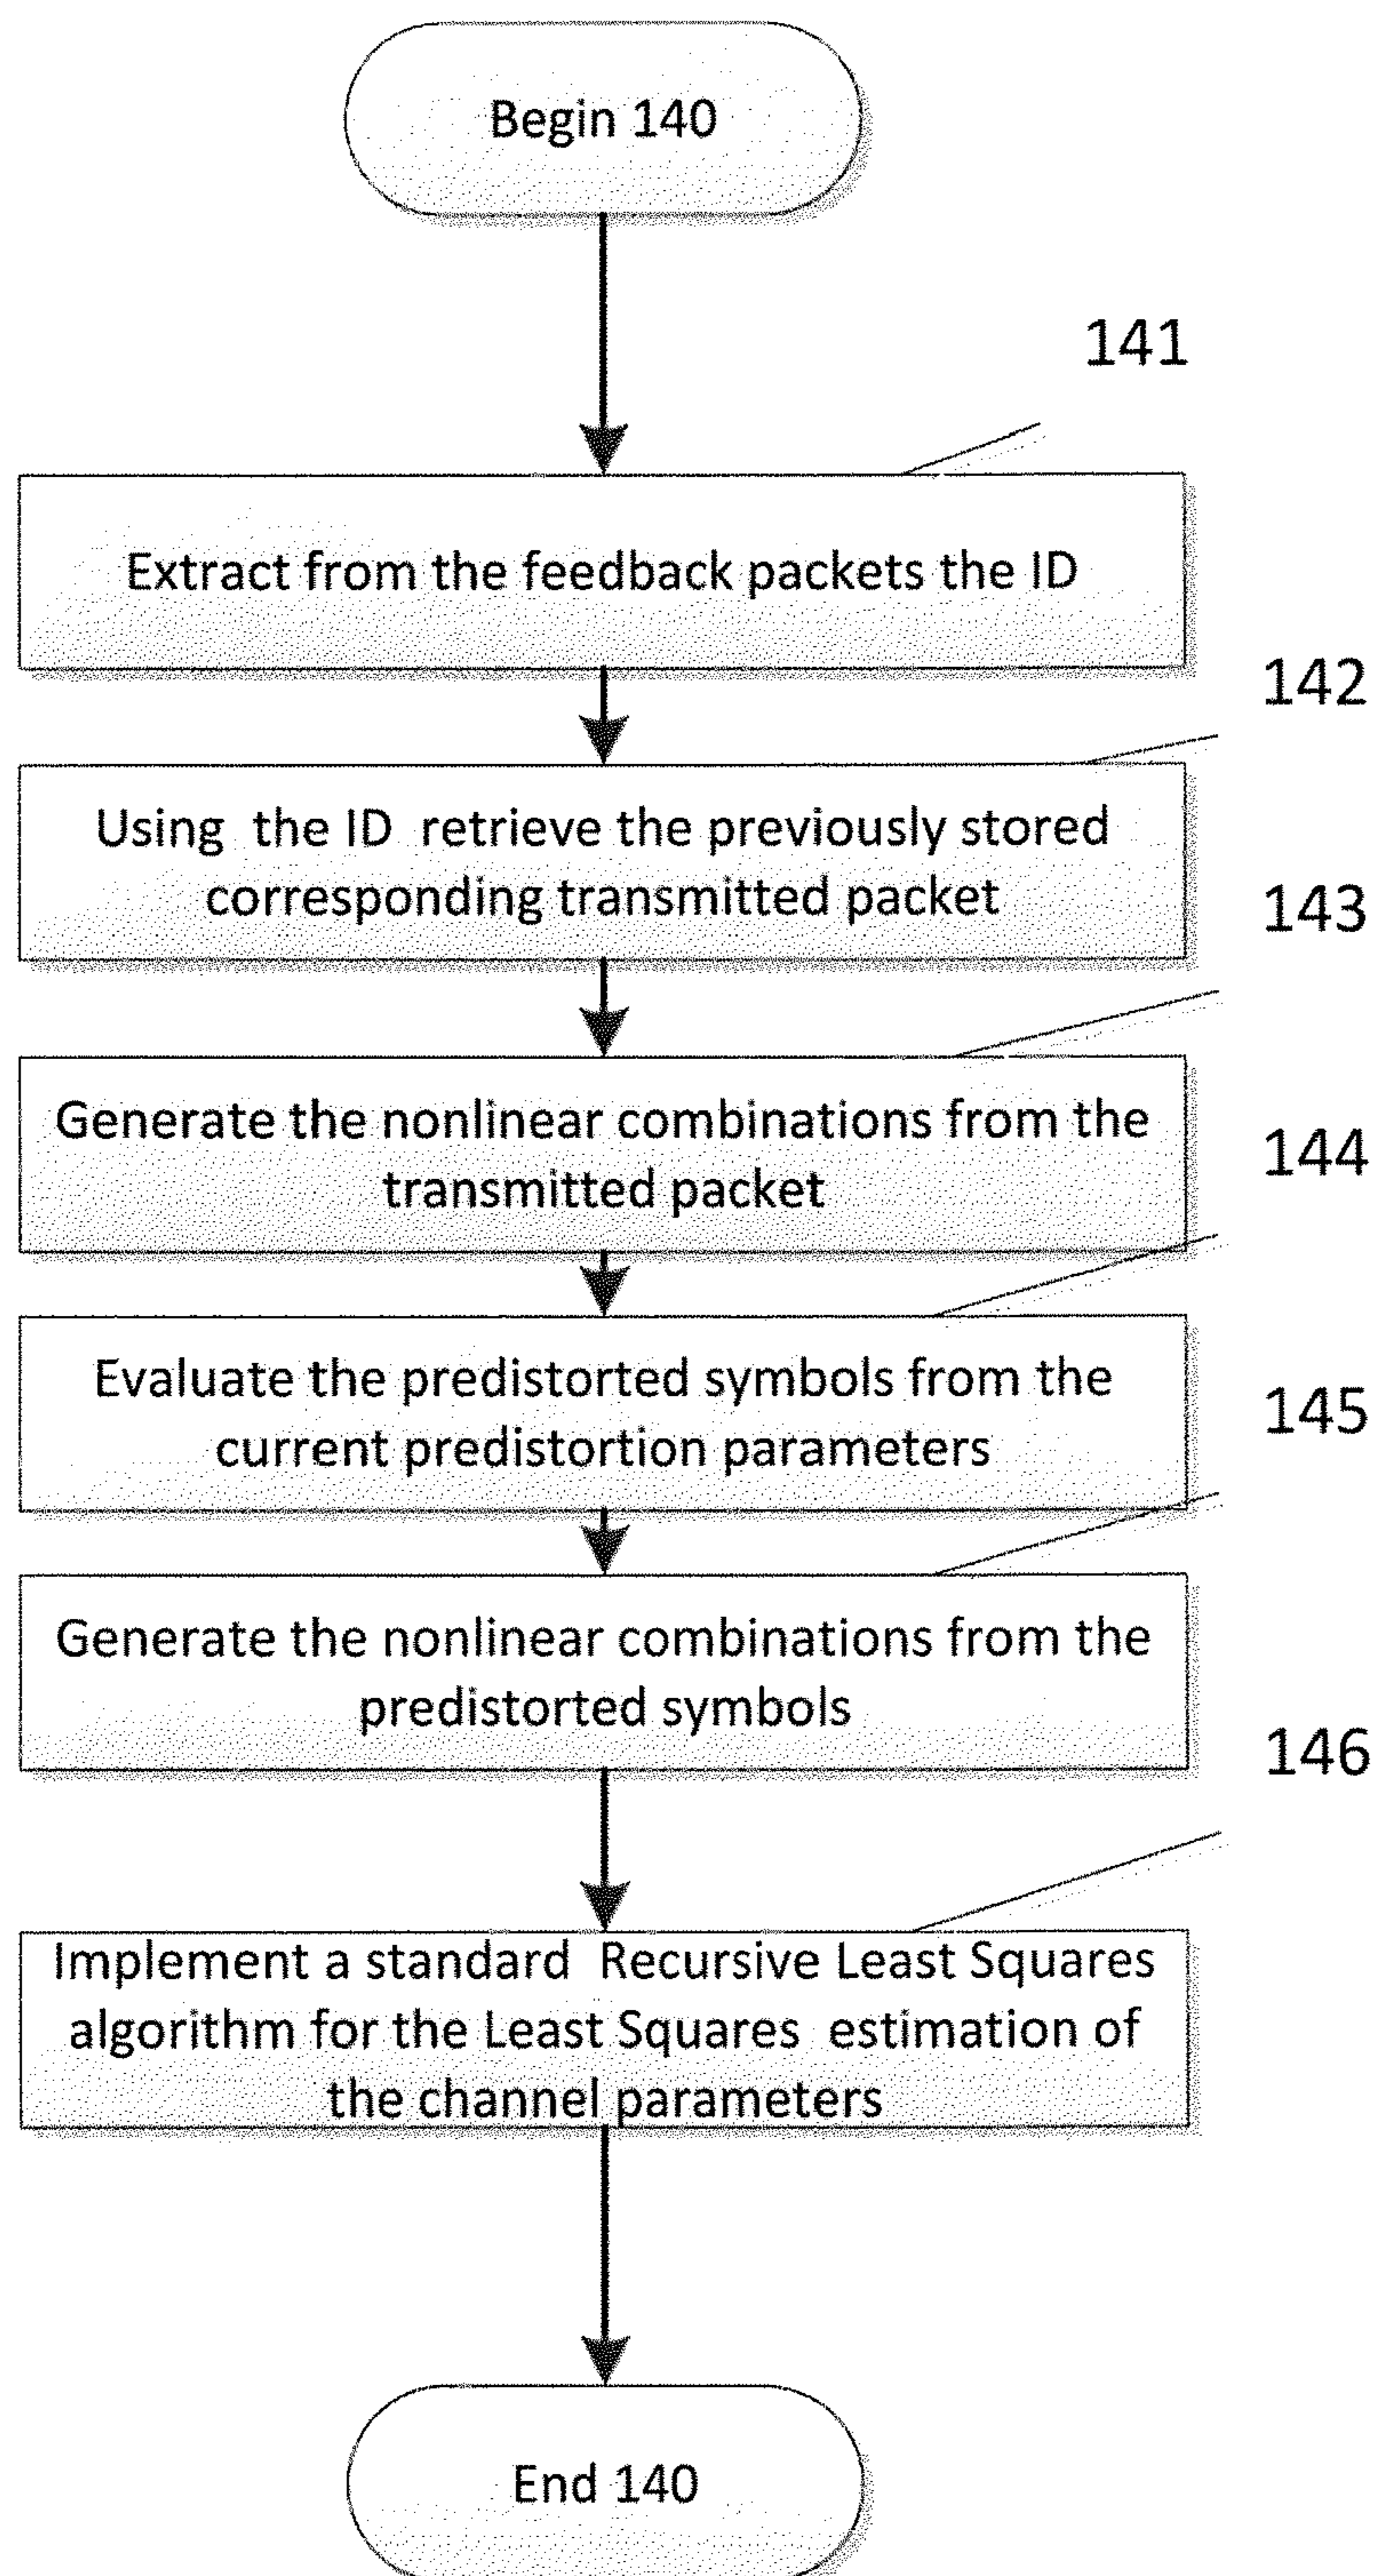 Begin 140
141
Extract from the feedback packets the ID
142
Using the ID retrieve the previously stored
corresponding transmitted packet
143
Generate the nonlinear combinations from the
transmitted packet
144
Evaluate the predistorted symbols from the
current predistortion parameters
145
Generate the nonlinear combinations from the
predistorted symbols
146
Implement a standard Recursive Least Squares
algorithm for the Least Squares estimation of
the channel parameters
End 140